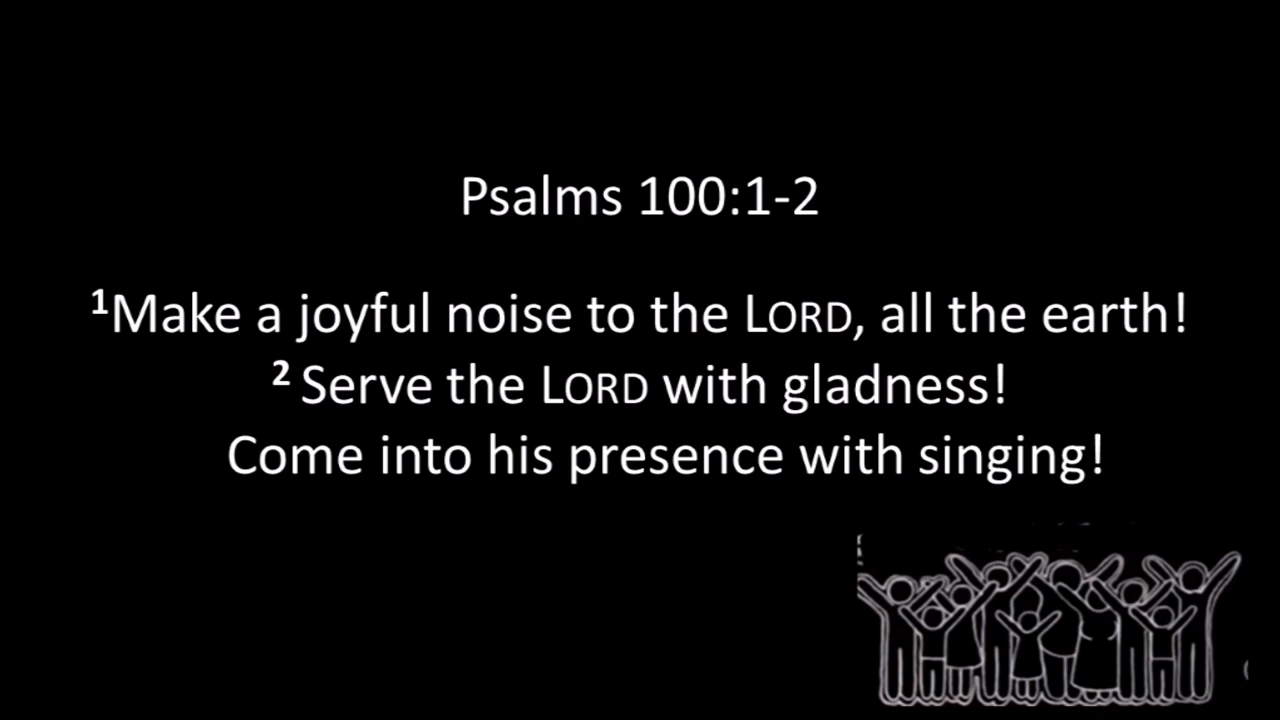 Psalms 100:1-2
¹Make a joyful noise to the LORD, all the earth!
² Serve the LORD with gladness!
Come into his presence with singing!